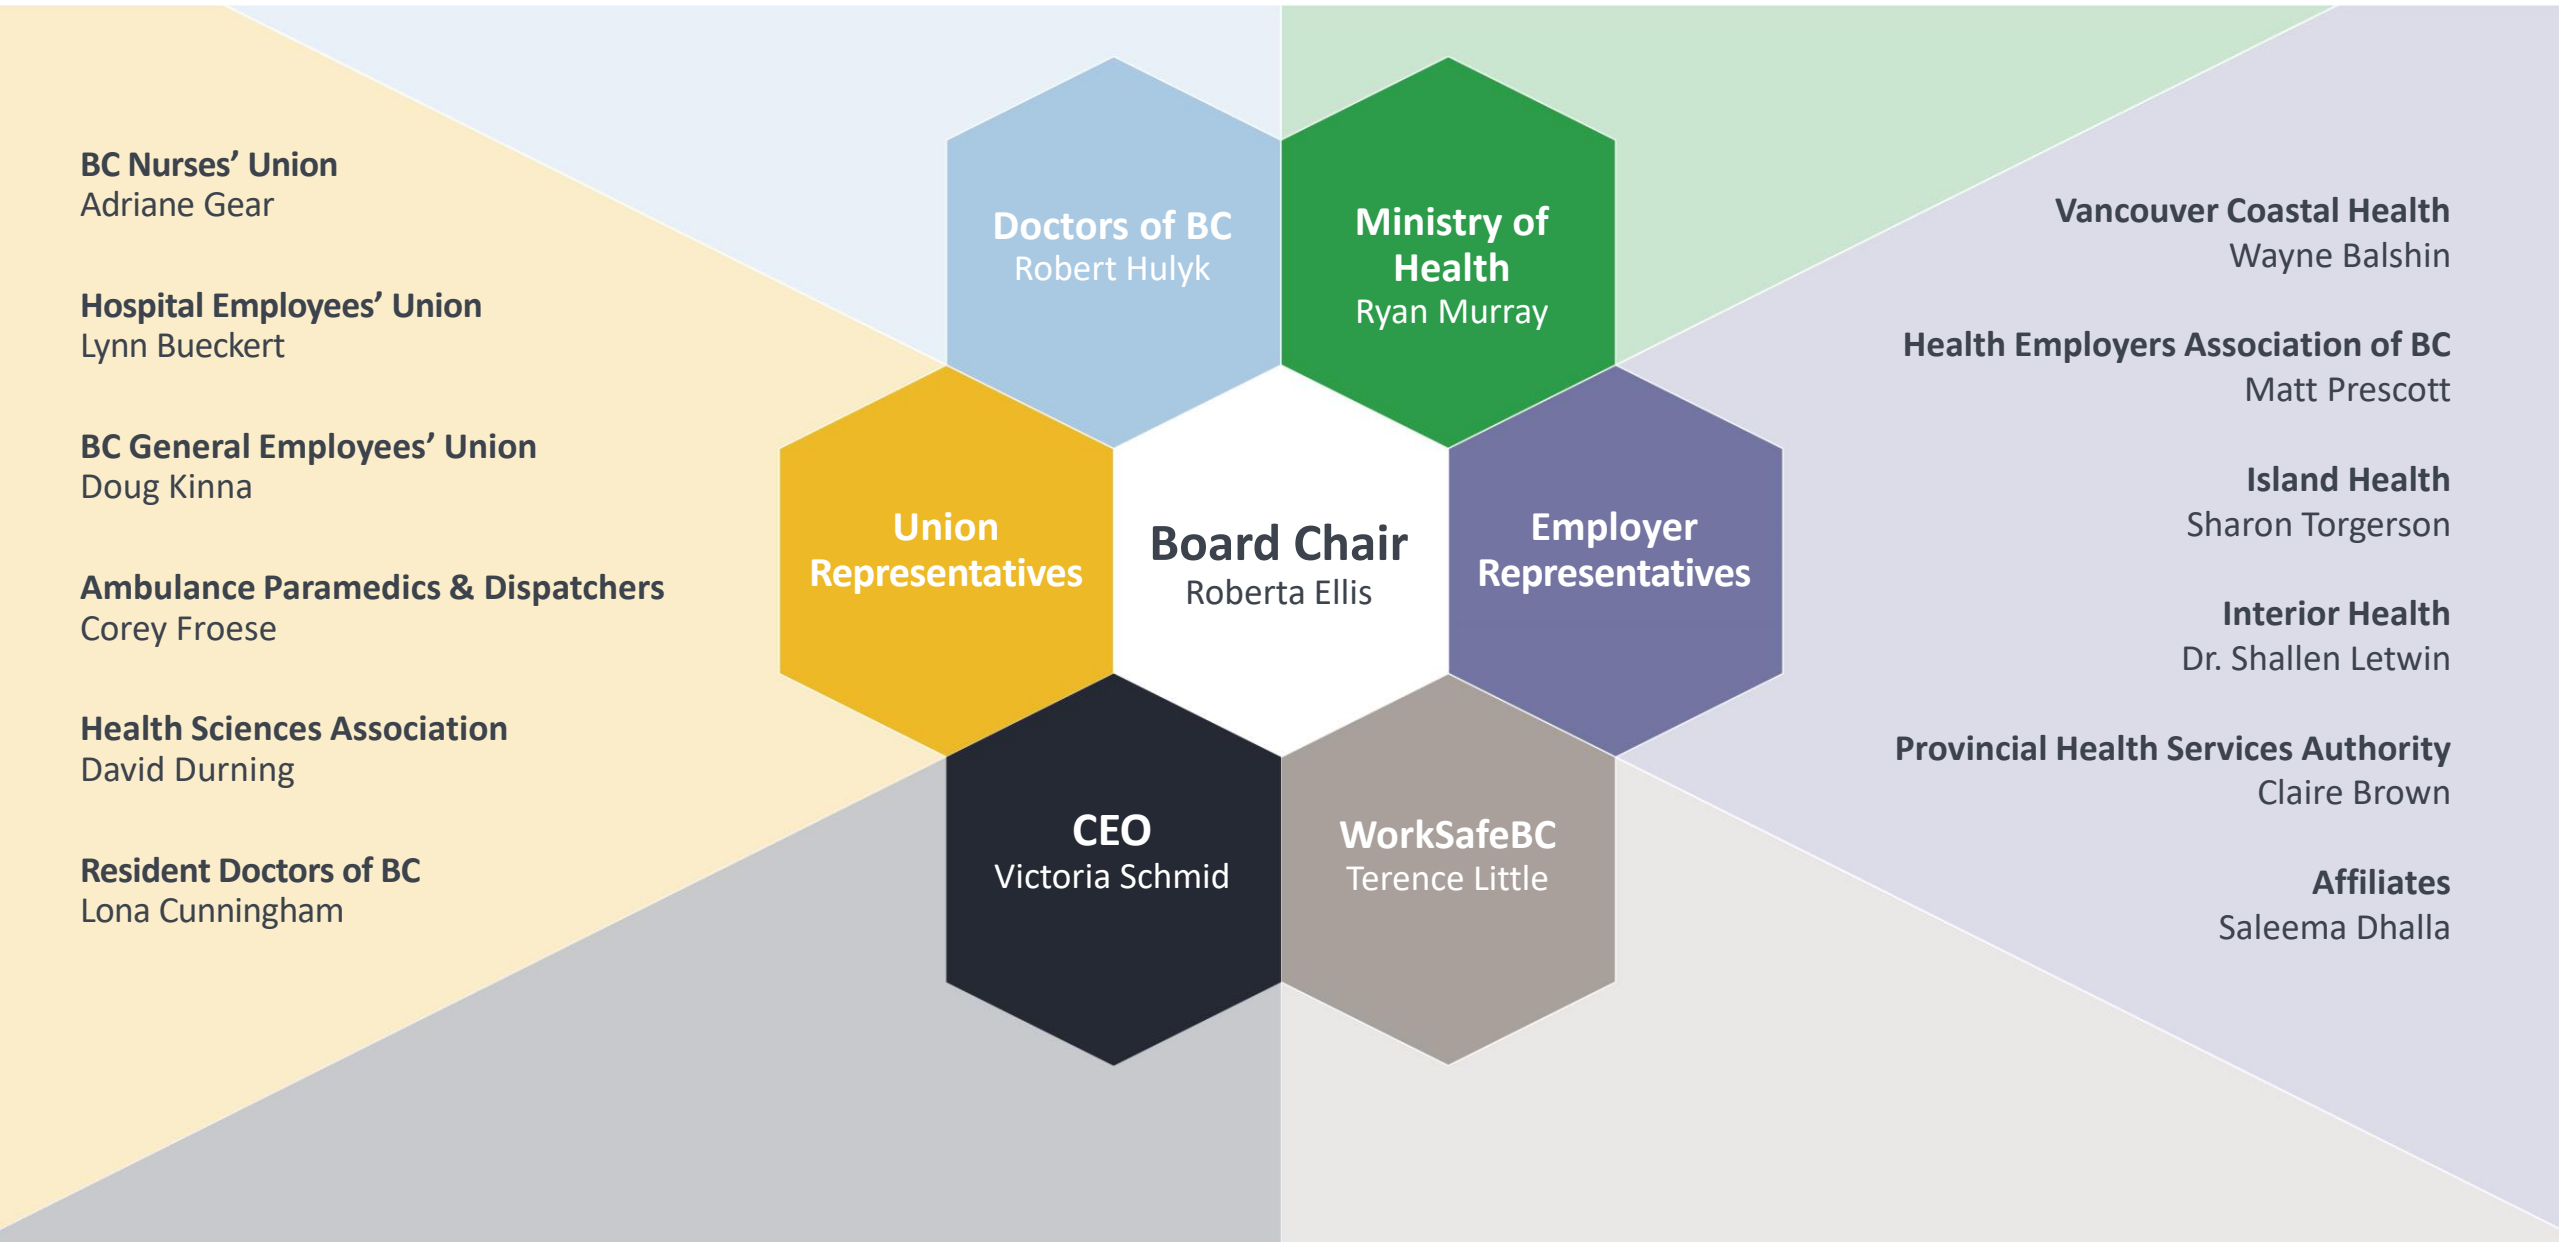 BC Nurses’ Union
Adriane Gear
Hospital Employees’ Union
Lynn Bueckert
BC General Employees’ Union
Doug Kinna
Ambulance Paramedics & Dispatchers
Corey Froese
Health Sciences Association
David Durning
Resident Doctors of BC
Lona Cunningham
Doctors of BC
Robert Hulyk
Ministry of
Health
Ryan Murray
Union
Representatives
Board Chair
Roberta Ellis
Employer
Representatives
CEO
Victoria Schmid
WorkSafeBC
Terence Little
Vancouver Coastal Health
Wayne Balshin
Health Employers Association of BC
Matt Prescott
Island Health
Sharon Torgerson
Interior Health
Dr. Shallen Letwin
Provincial Health Services Authority
Claire Brown
Affiliates
Saleema Dhalla